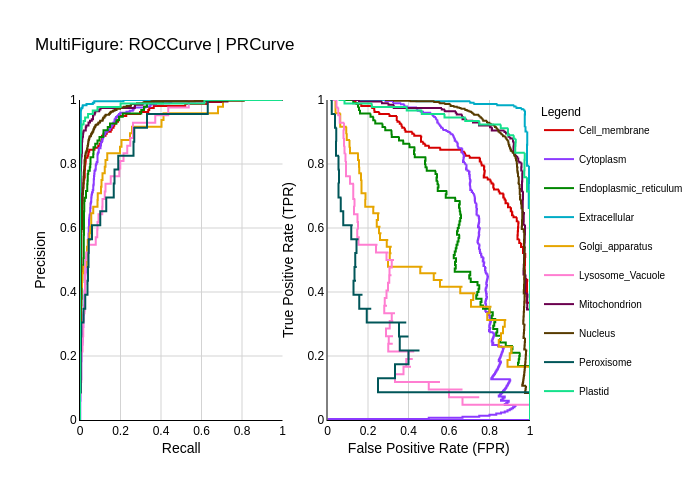 MultiFigure: ROCCurve | PRCurve
Precision
1
0.8
0.6
0.4
0.2
0
0 0.2 0.4 0.6 0.8 1
Recall
True Positive Rate (TPR)
1
0.8
0.6
0.4
0.2
0
0 0.2 0.4 0.6 0.8 1
False Positive Rate (FPR)
Legend
Cell_membrane
Cytoplasm
Endoplasmic_reticulum
Extracellular
Golgi_apparatus
Lysosome_Vacuole
Mitochondrion
Nucleus
Peroxisome
Plastid